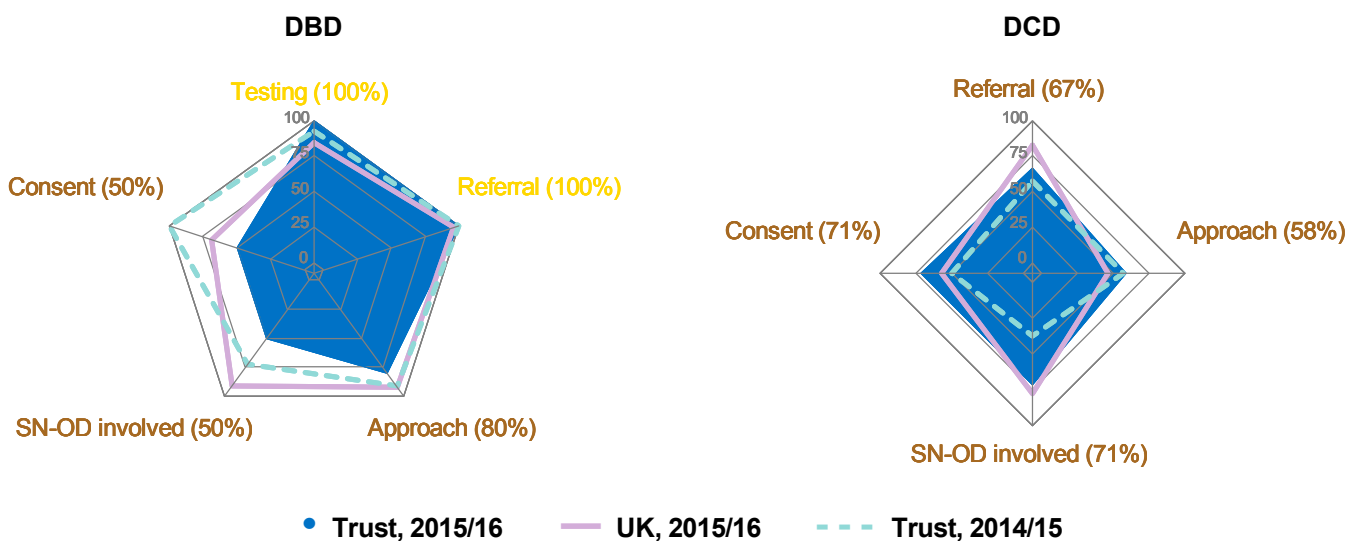 DBD
DCD
Testing (100%)
100
75
50
25
0
Consent (50%)
Referral (100%)
SN-OD involved (50%)
Approach (80%)
Referral (67%)
100
75
50
25
0
Consent (71%)
Approach (58%)
SN-OD involved (71%)
Trust, 2015/16
UK, 2015/16
Trust, 2014/15